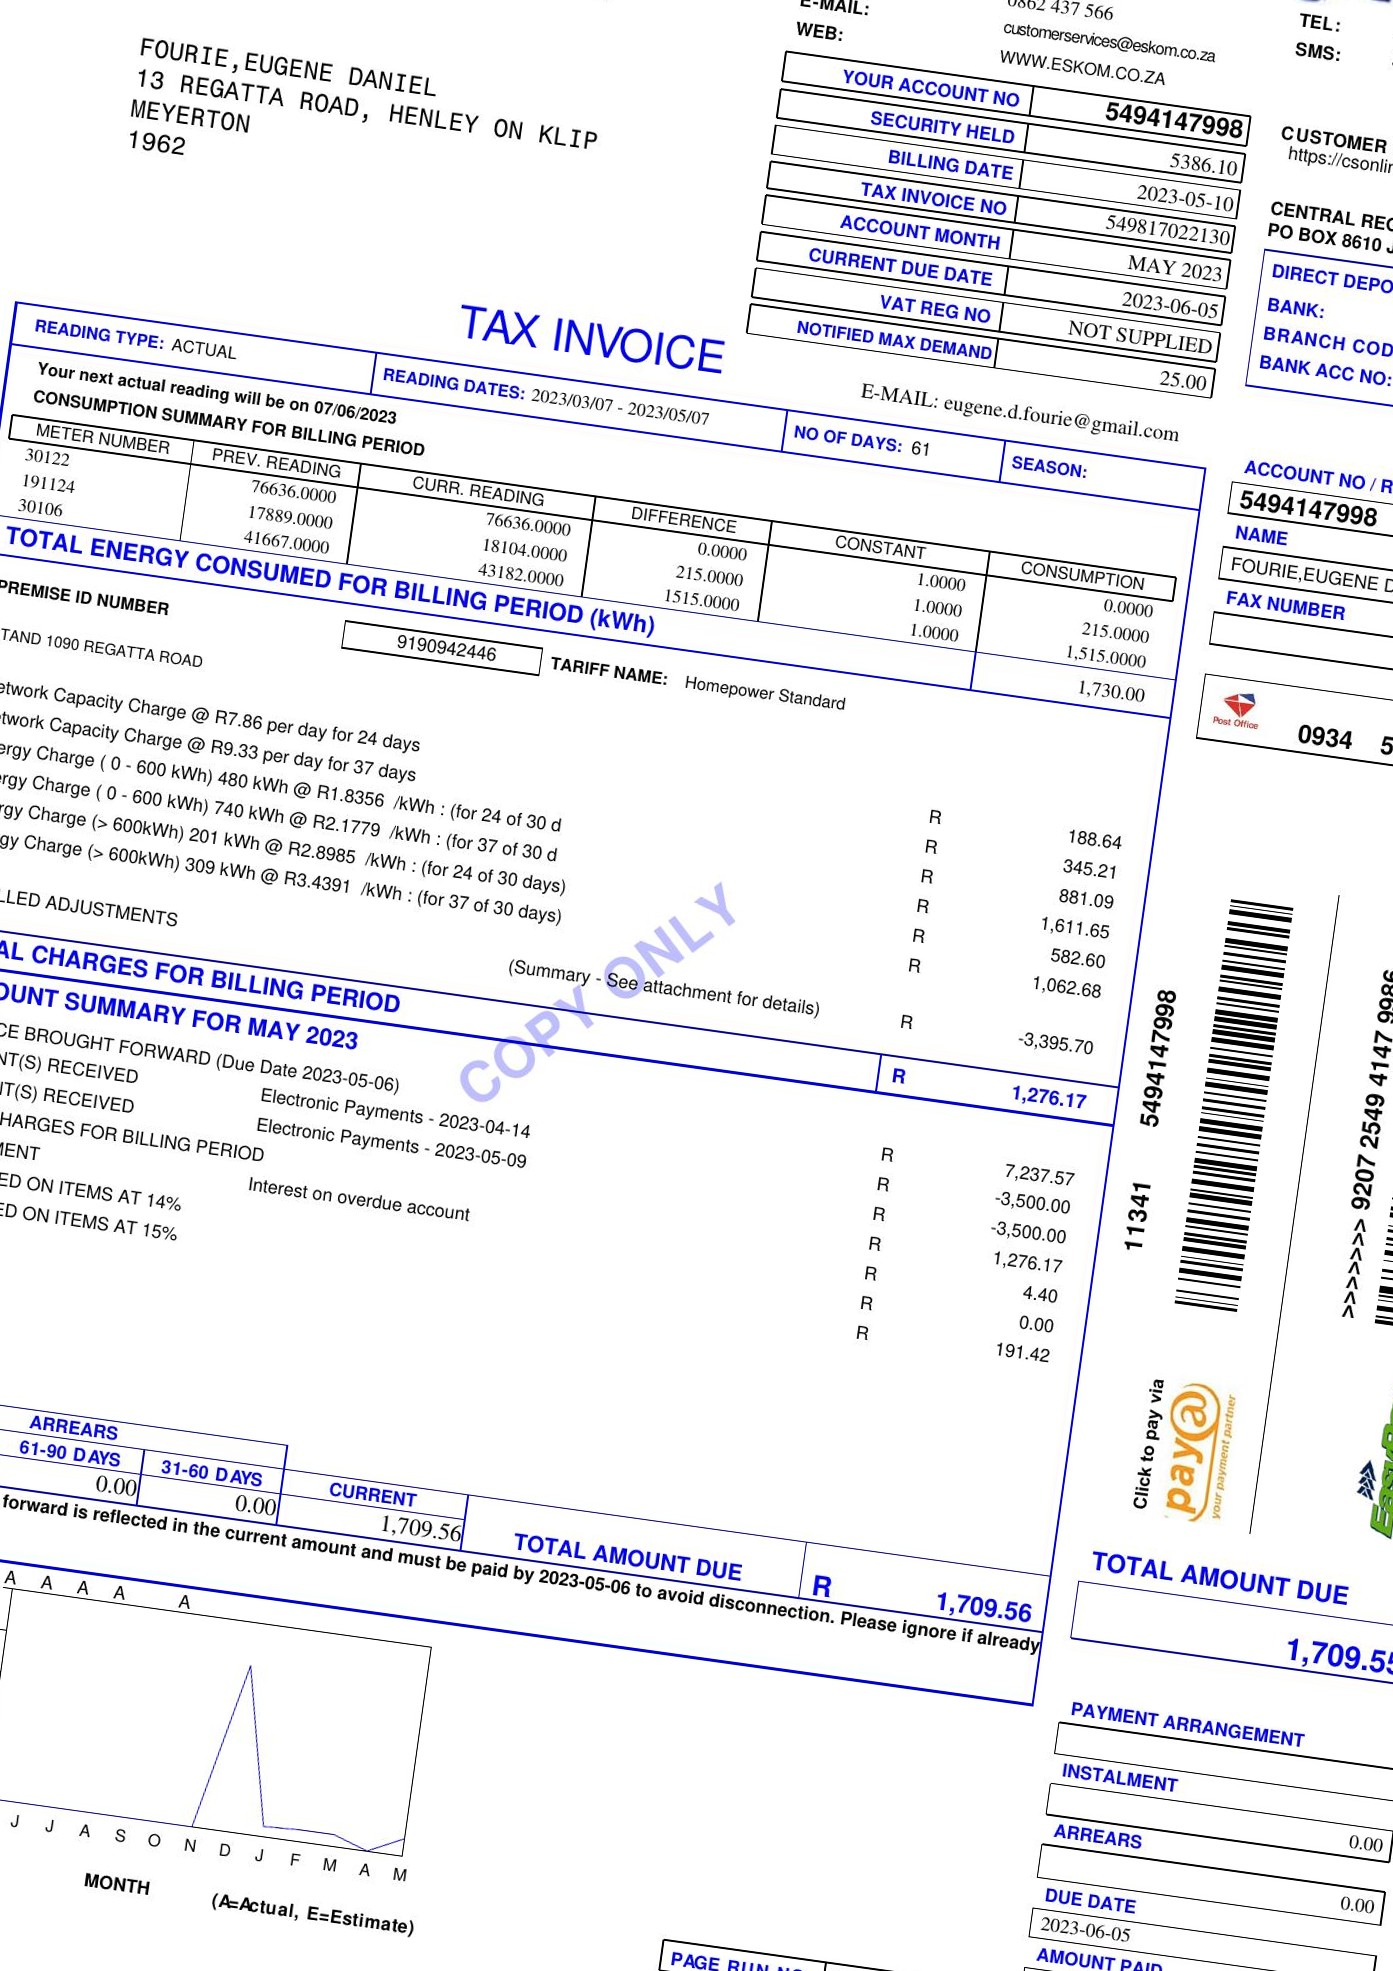 E-MAIL:
0862 437 566
WEB:
customerservices@eskom.co.za
WWW.ESKOM.CO.ZA
TEL:
SMS:
FOURIE,EUGENE DANIEL
13 REGATTA ROAD, HENLEY ON KLIP
MEYERTON
1962
YOUR ACCOUNT NO 5494147998
SECURITY HELD 5386.10
BILLING DATE 2023-05-10
TAX INVOICE NO 549817022130
ACCOUNT MONTH MAY 2023
CURRENT DUE DATE 2023-06-05
VAT REG NO NOT SUPPLIED
NOTIFIED MAX DEMAND 25.00
CUSTOMER
https://csonlin
CENTRAL REG
PO BOX 8610 J
DIRECT DEPO
BANK:
BRANCH COD
BANK ACC NO:
TAX INVOICE
E-MAIL: eugene.d.fourie@gmail.com
READING TYPE: ACTUAL
READING DATES: 2023/03/07 - 2023/05/07
NO OF DAYS: 61
SEASON:
Your next actual reading will be on 07/06/2023
CONSUMPTION SUMMARY FOR BILLING PERIOD
METER NUMBER PREV. READING CURR. READING DIFFERENCE CONSTANT CONSUMPTION
30122 76636.0000 76636.0000 0.0000 1.0000 0.0000
191124 17889.0000 18104.0000 215.0000 1.0000 215.0000
30106 41667.0000 43182.0000 1515.0000 1.0000 1,515.0000
TOTAL ENERGY CONSUMED FOR BILLING PERIOD (kWh) 1,730.00
PREMISE ID NUMBER 9190942446 TARIFF NAME: Homepower Standard
TAND 1090 REGATTA ROAD
etwork Capacity Charge @ R7.86 per day for 24 days R 188.64
etwork Capacity Charge @ R9.33 per day for 37 days R 345.21
ergy Charge ( 0 - 600 kWh) 480 kWh @ R1.8356 /kWh : (for 24 of 30 d R 881.09
ergy Charge ( 0 - 600 kWh) 740 kWh @ R2.1779 /kWh : (for 37 of 30 d R 1,611.65
rgy Charge (> 600kWh) 201 kWh @ R2.8985 /kWh : (for 24 of 30 days) R 582.60
gy Charge (> 600kWh) 309 kWh @ R3.4391 /kWh : (for 37 of 30 days) R 1,062.68
LLED ADJUSTMENTS (Summary - See attachment for details) R -3,395.70
COPY ONLY
AL CHARGES FOR BILLING PERIOD R 1,276.17
OUNT SUMMARY FOR MAY 2023
CE BROUGHT FORWARD (Due Date 2023-05-06) R 7,237.57
NT(S) RECEIVED Electronic Payments - 2023-04-14 R -3,500.00
NT(S) RECEIVED Electronic Payments - 2023-05-09 R -3,500.00
HARGES FOR BILLING PERIOD R 1,276.17
MENT Interest on overdue account R 4.40
ED ON ITEMS AT 14% R 0.00
ED ON ITEMS AT 15% R 191.42
ARREARS
61-90 DAYS 31-60 DAYS CURRENT TOTAL AMOUNT DUE R 1,709.56
0.00 0.00 1,709.56
forward is reflected in the current amount and must be paid by 2023-05-06 to avoid disconnection. Please ignore if already
A A A A A
J J A S O N D J F M A M
MONTH (A=Actual, E=Estimate)
PAGE RUN NO
ACCOUNT NO / R
5494147998
NAME
FOURIE,EUGENE D
FAX NUMBER
Post Office
0934 5
11341 5494147998
>>>>>>> 9207 2549 4147 9986
Click to pay via
pay@
your payment partner
TOTAL AMOUNT DUE
1,709.55
PAYMENT ARRANGEMENT
INSTALMENT
0.00
ARREARS
0.00
DUE DATE
2023-06-05
AMOUNT PAID